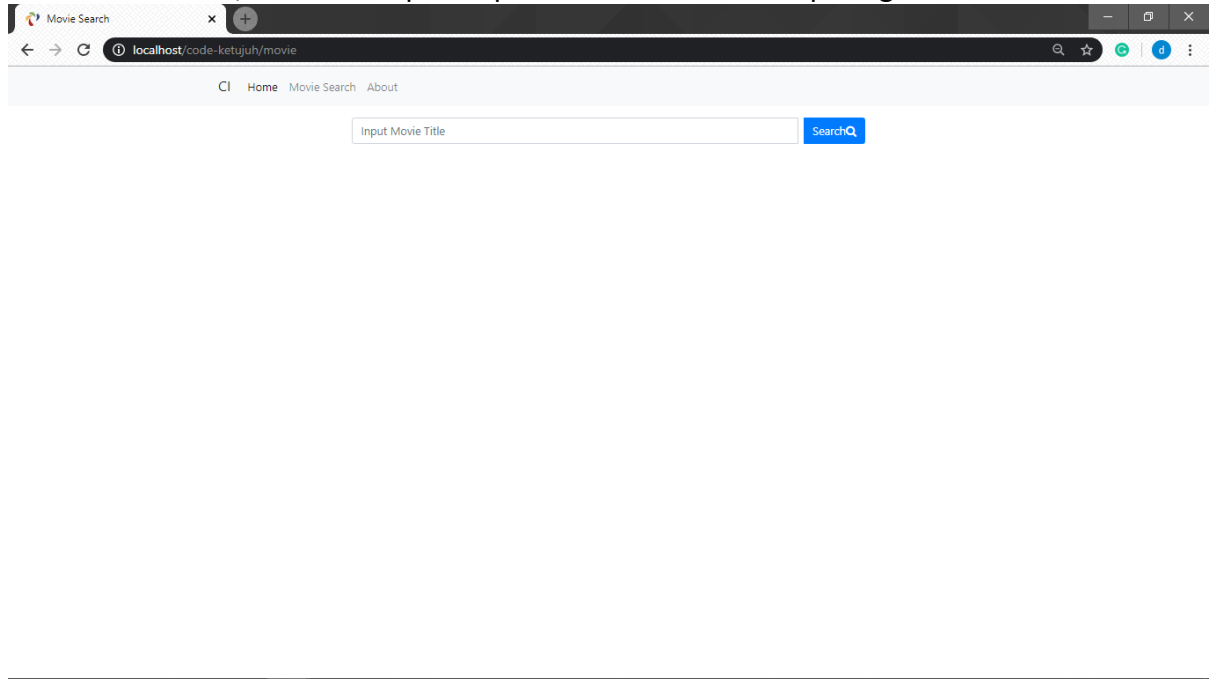 Movie Search
localhost/code-ketujuh/movie
d
CI Home Movie Search About
Input Movie Title Search